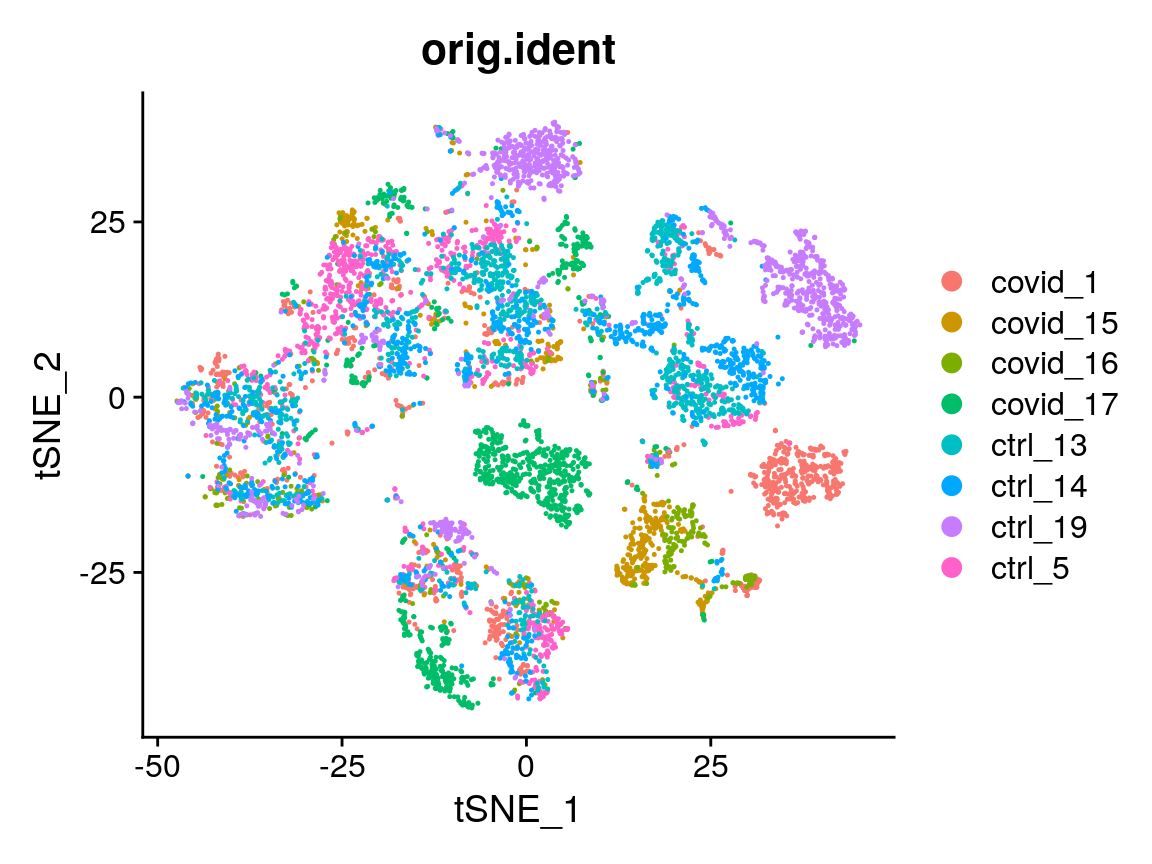 orig.ident
tSNE_2
25
0
-25
-50
-25
0
25
tSNE_1
covid_1
covid_15
covid_16
covid_17
ctrl_13
ctrl_14
ctrl_19
ctrl_5